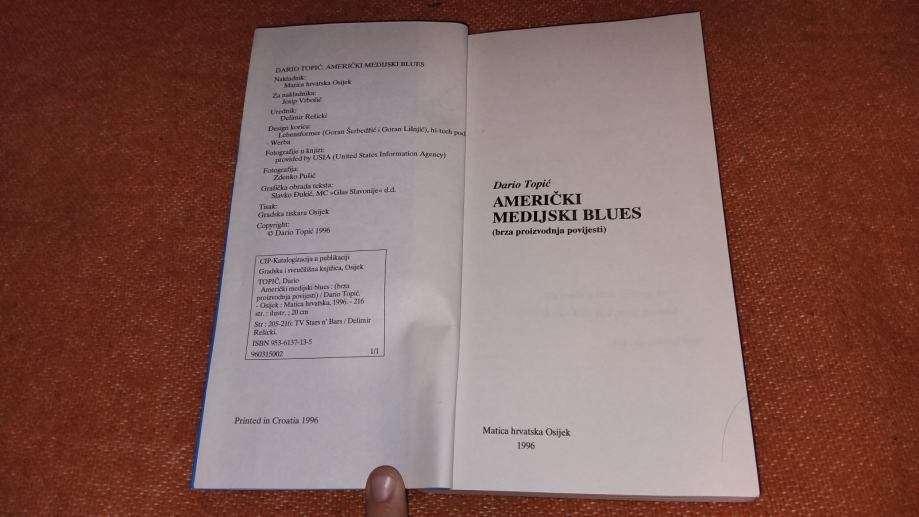 DARIO TOPIĆ: AMERIČKI MEDIJSKI BLUES
Nakladnik:
Matica hrvatska Osijek
Za nakladnika:
Josip Vrbošić
Urednik:
Delimir Rešicki
Design korica:
Lebensformer (Goran Šerbedžić i Goran Lišnjić), hi-tech pod
- Werba
Fotografije u knjizi:
provided by USIA (United States Information Agency)
Fotografija:
Zdenko Pušić
Grafička obrada teksta:
Slavko Đukić, MC »Glas Slavonije« d.d.
Tisak:
Gradska tiskara Osijek
Copyright:
© Dario Topić 1996
CIP-Katalogizacija u publikaciji
Gradska i sveučilišna knjižica, Osijek
TOPIĆ, Dario
Američki medijski blues : (brza
proizvodnja povijesti) / Dario Topić.
- Osijek : Matica hrvatska, 1996. - 216
str. : ilustr. ; 20 cm
Str : 205-216: TV Stars n' Bars / Delimir
Rešicki.
ISBN 953-6137-13-5
960315002 1/1
Printed in Croatia 1996
Dario Topić
AMERIČKI
MEDIJSKI BLUES
(brza proizvodnja povijesti)
Matica hrvatska Osijek
1996